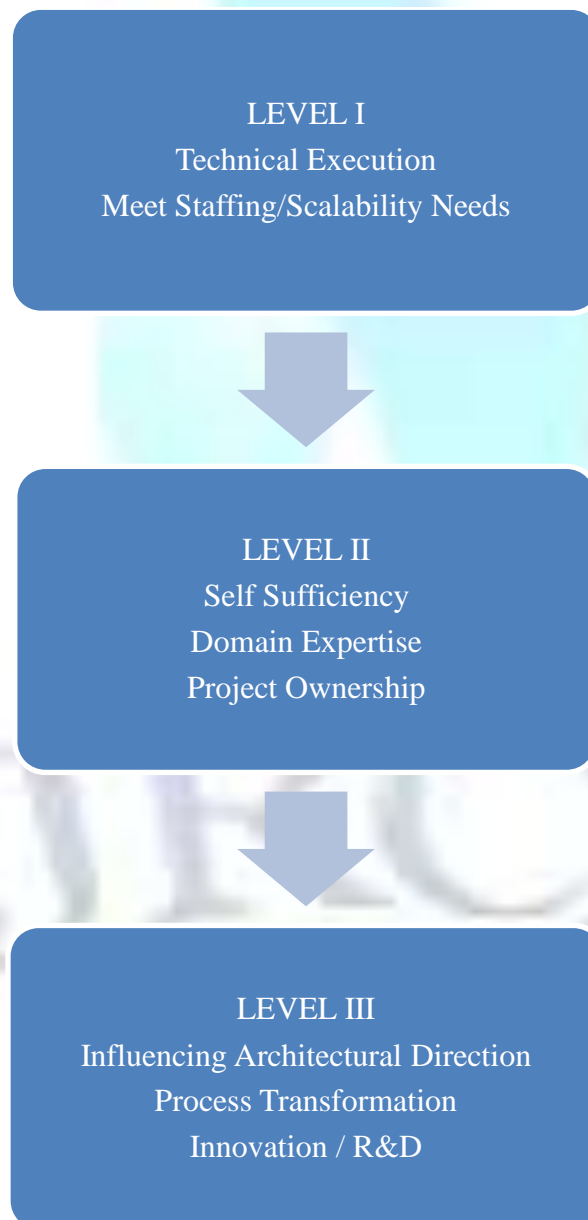 LEVEL I
Technical Execution
Meet Staffing/Scalability Needs
LEVEL II
Self Sufficiency
Domain Expertise
Project Ownership
LEVEL III
Influencing Architectural Direction
Process Transformation
Innovation / R&D